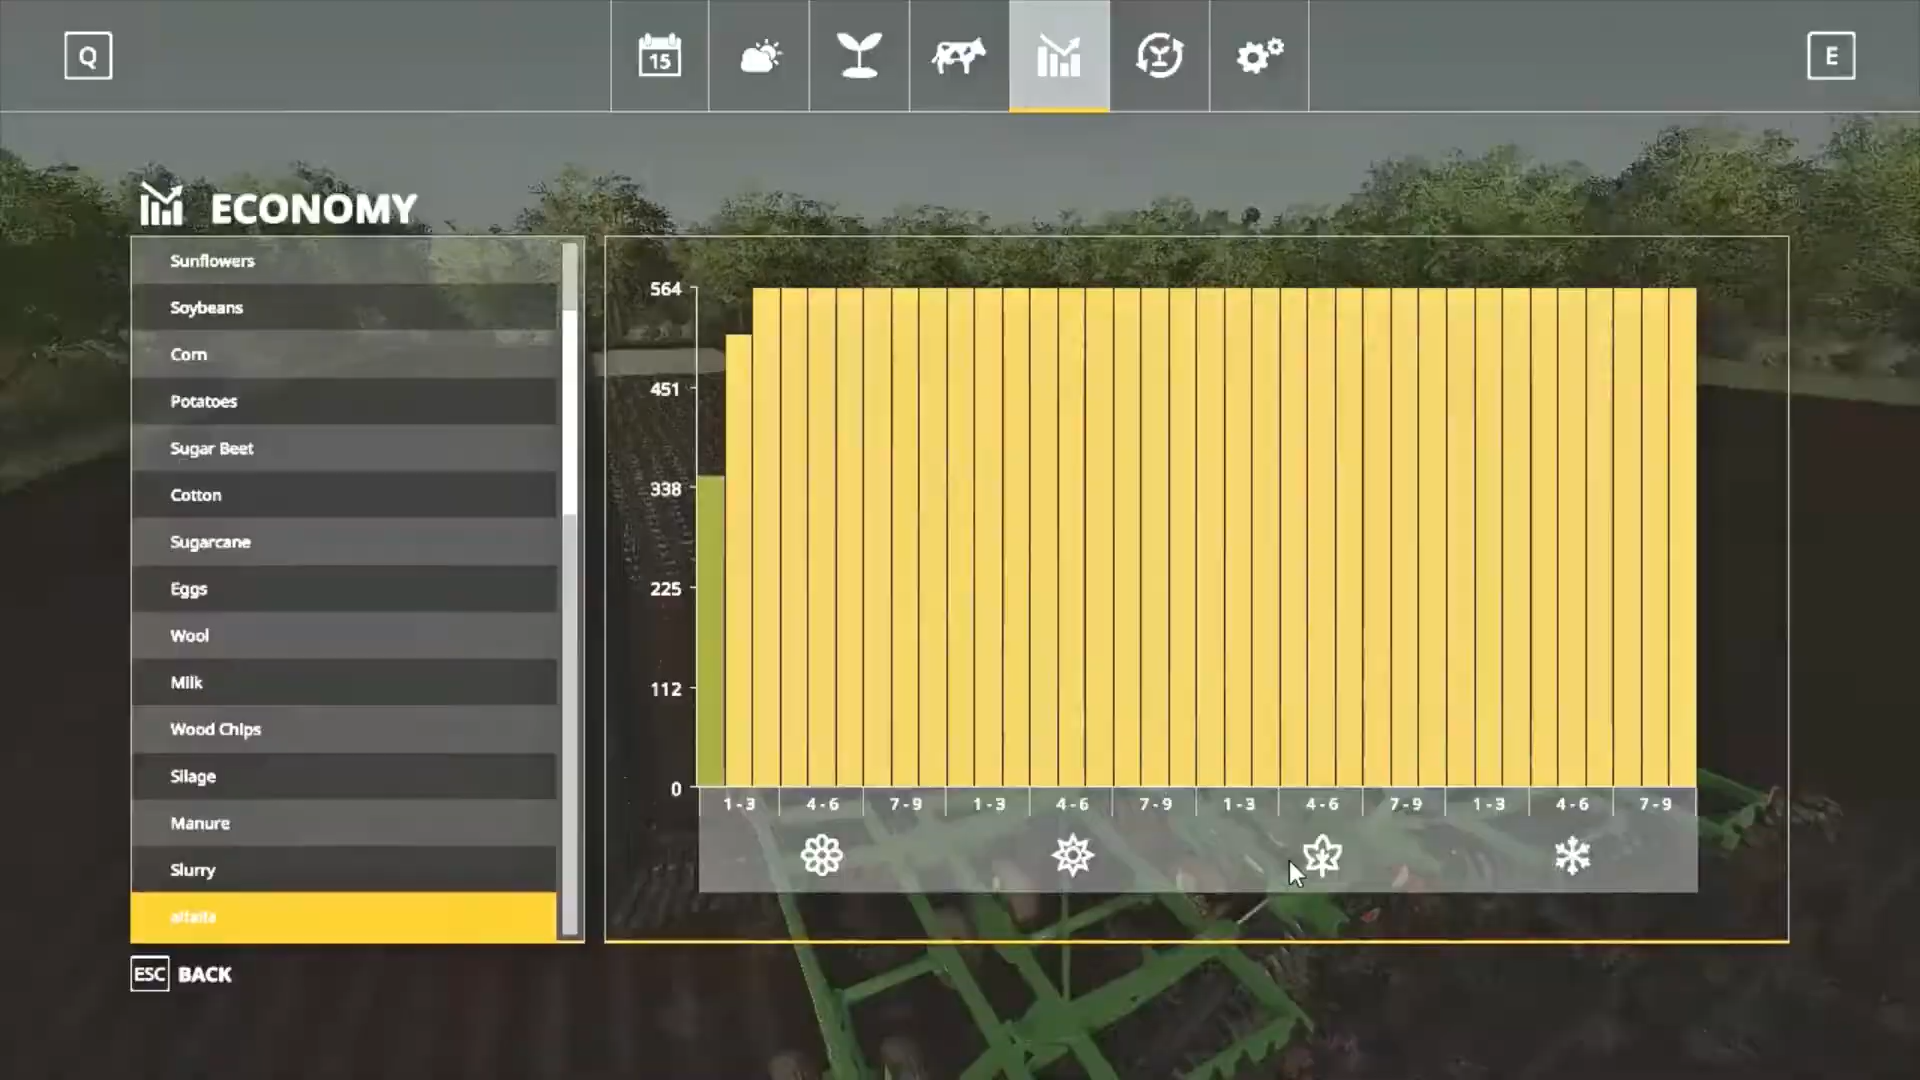 Q
15
E
ECONOMY
Sunflowers
Soybeans
Corn
Potatoes
Sugar Beet
Cotton
Sugarcane
Eggs
Wool
Milk
Wood Chips
Silage
Manure
Slurry
alfalfa
564
451
338
225
112
0
1 - 3 4 - 6 7 - 9 1 - 3 4 - 6 7 - 9 1 - 3 4 - 6 7 - 9 1 - 3 4 - 6 7 - 9
ESC BACK